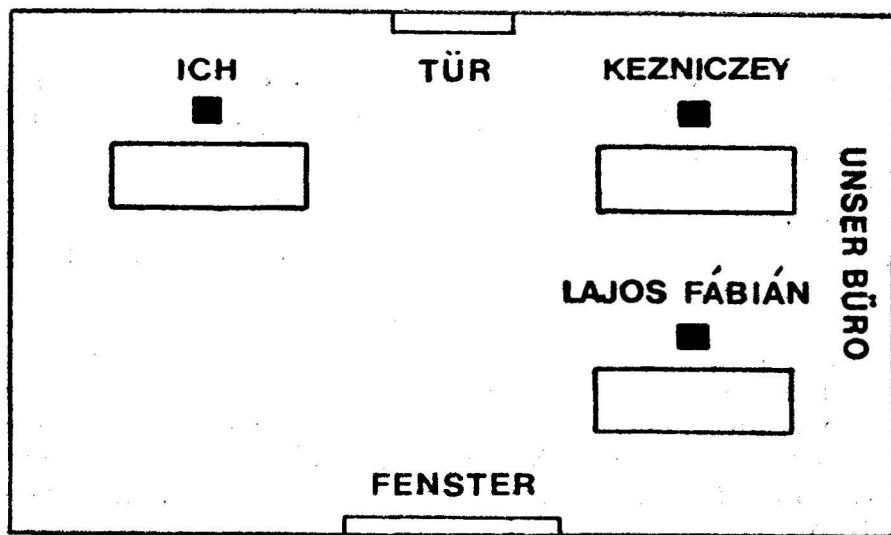 ICH
TÜR
KEZNICZEY
UNSER BÜRO
LAJOS FÁBIÁN
FENSTER